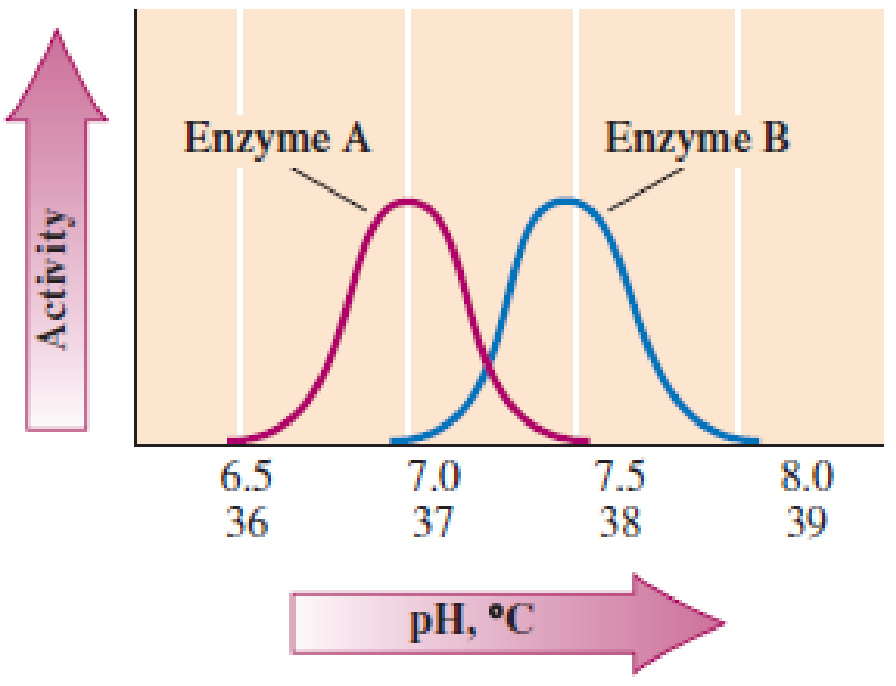 Enzyme A
Enzyme B
Activity
6.5 7.0 7.5 8.0
36 37 38 39
pH, °C